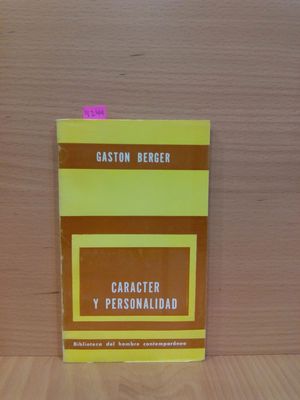 GASTON BERGER
CARACTER
Y PERSONALIDAD
Biblioteca del hombre contemporáneo